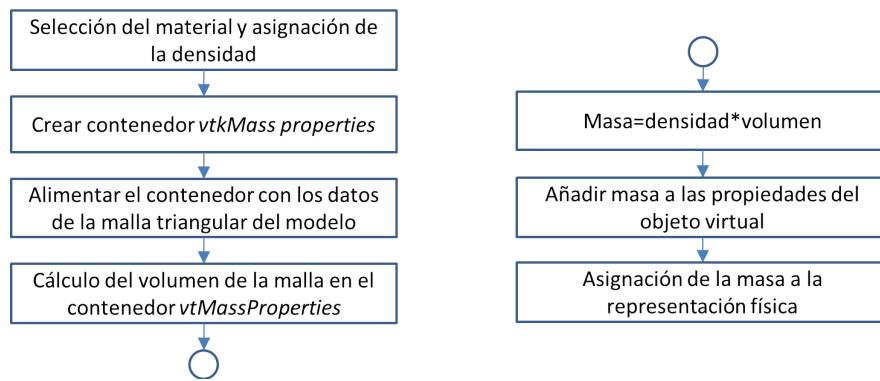 Selección del material y asignación de
la densidad
Crear contenedor vtkMass properties
Alimentar el contenedor con los datos
de la malla triangular del modelo
Cálculo del volumen de la malla en el
contenedor vtMassProperties
Masa=densidad*volumen
Añadir masa a las propiedades del
objeto virtual
Asignación de la masa a la
representación física